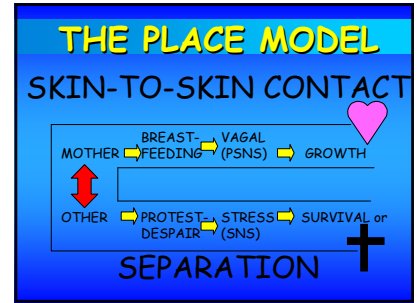 THE PLACE MODEL
SKIN-TO-SKIN CONTACT
BREAST- VAGAL
MOTHER FEEDING (PSNS) GROWTH
OTHER PROTEST- STRESS SURVIVAL or
DESPAIR (SNS)
SEPARATION